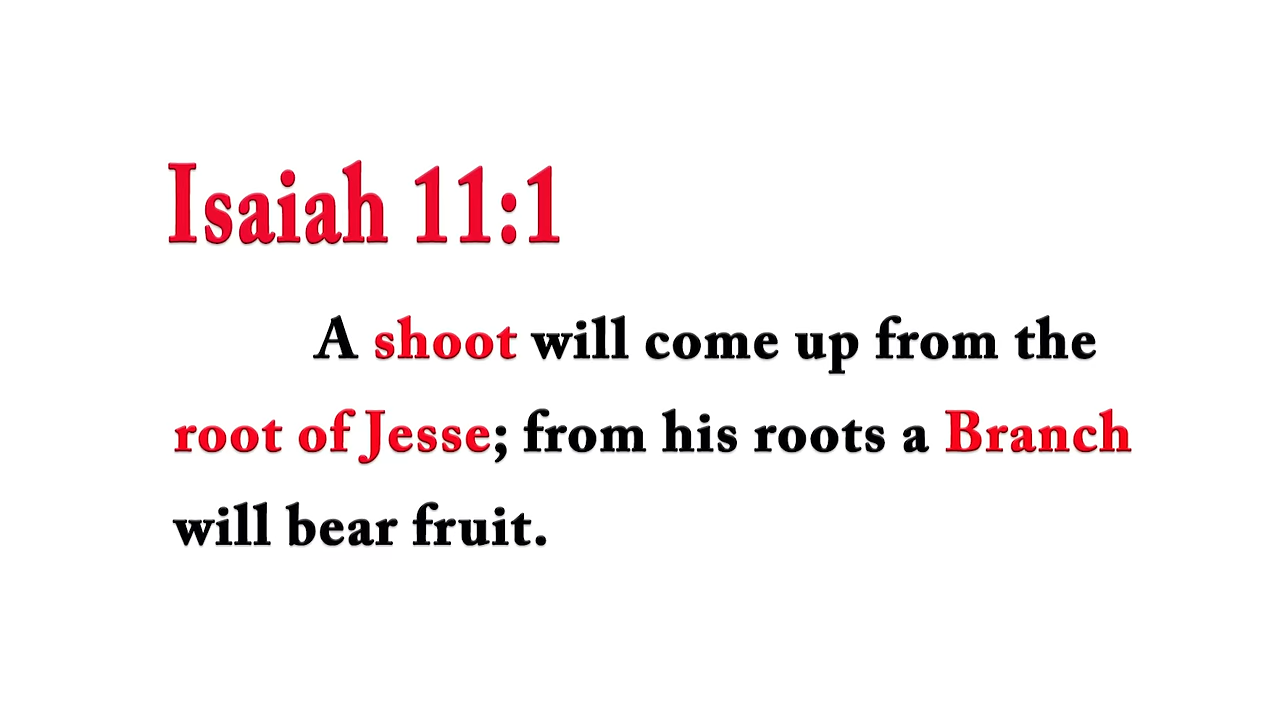 Isaiah 11:1
A shoot will come up from the
root of Jesse; from his roots a Branch
will bear fruit.